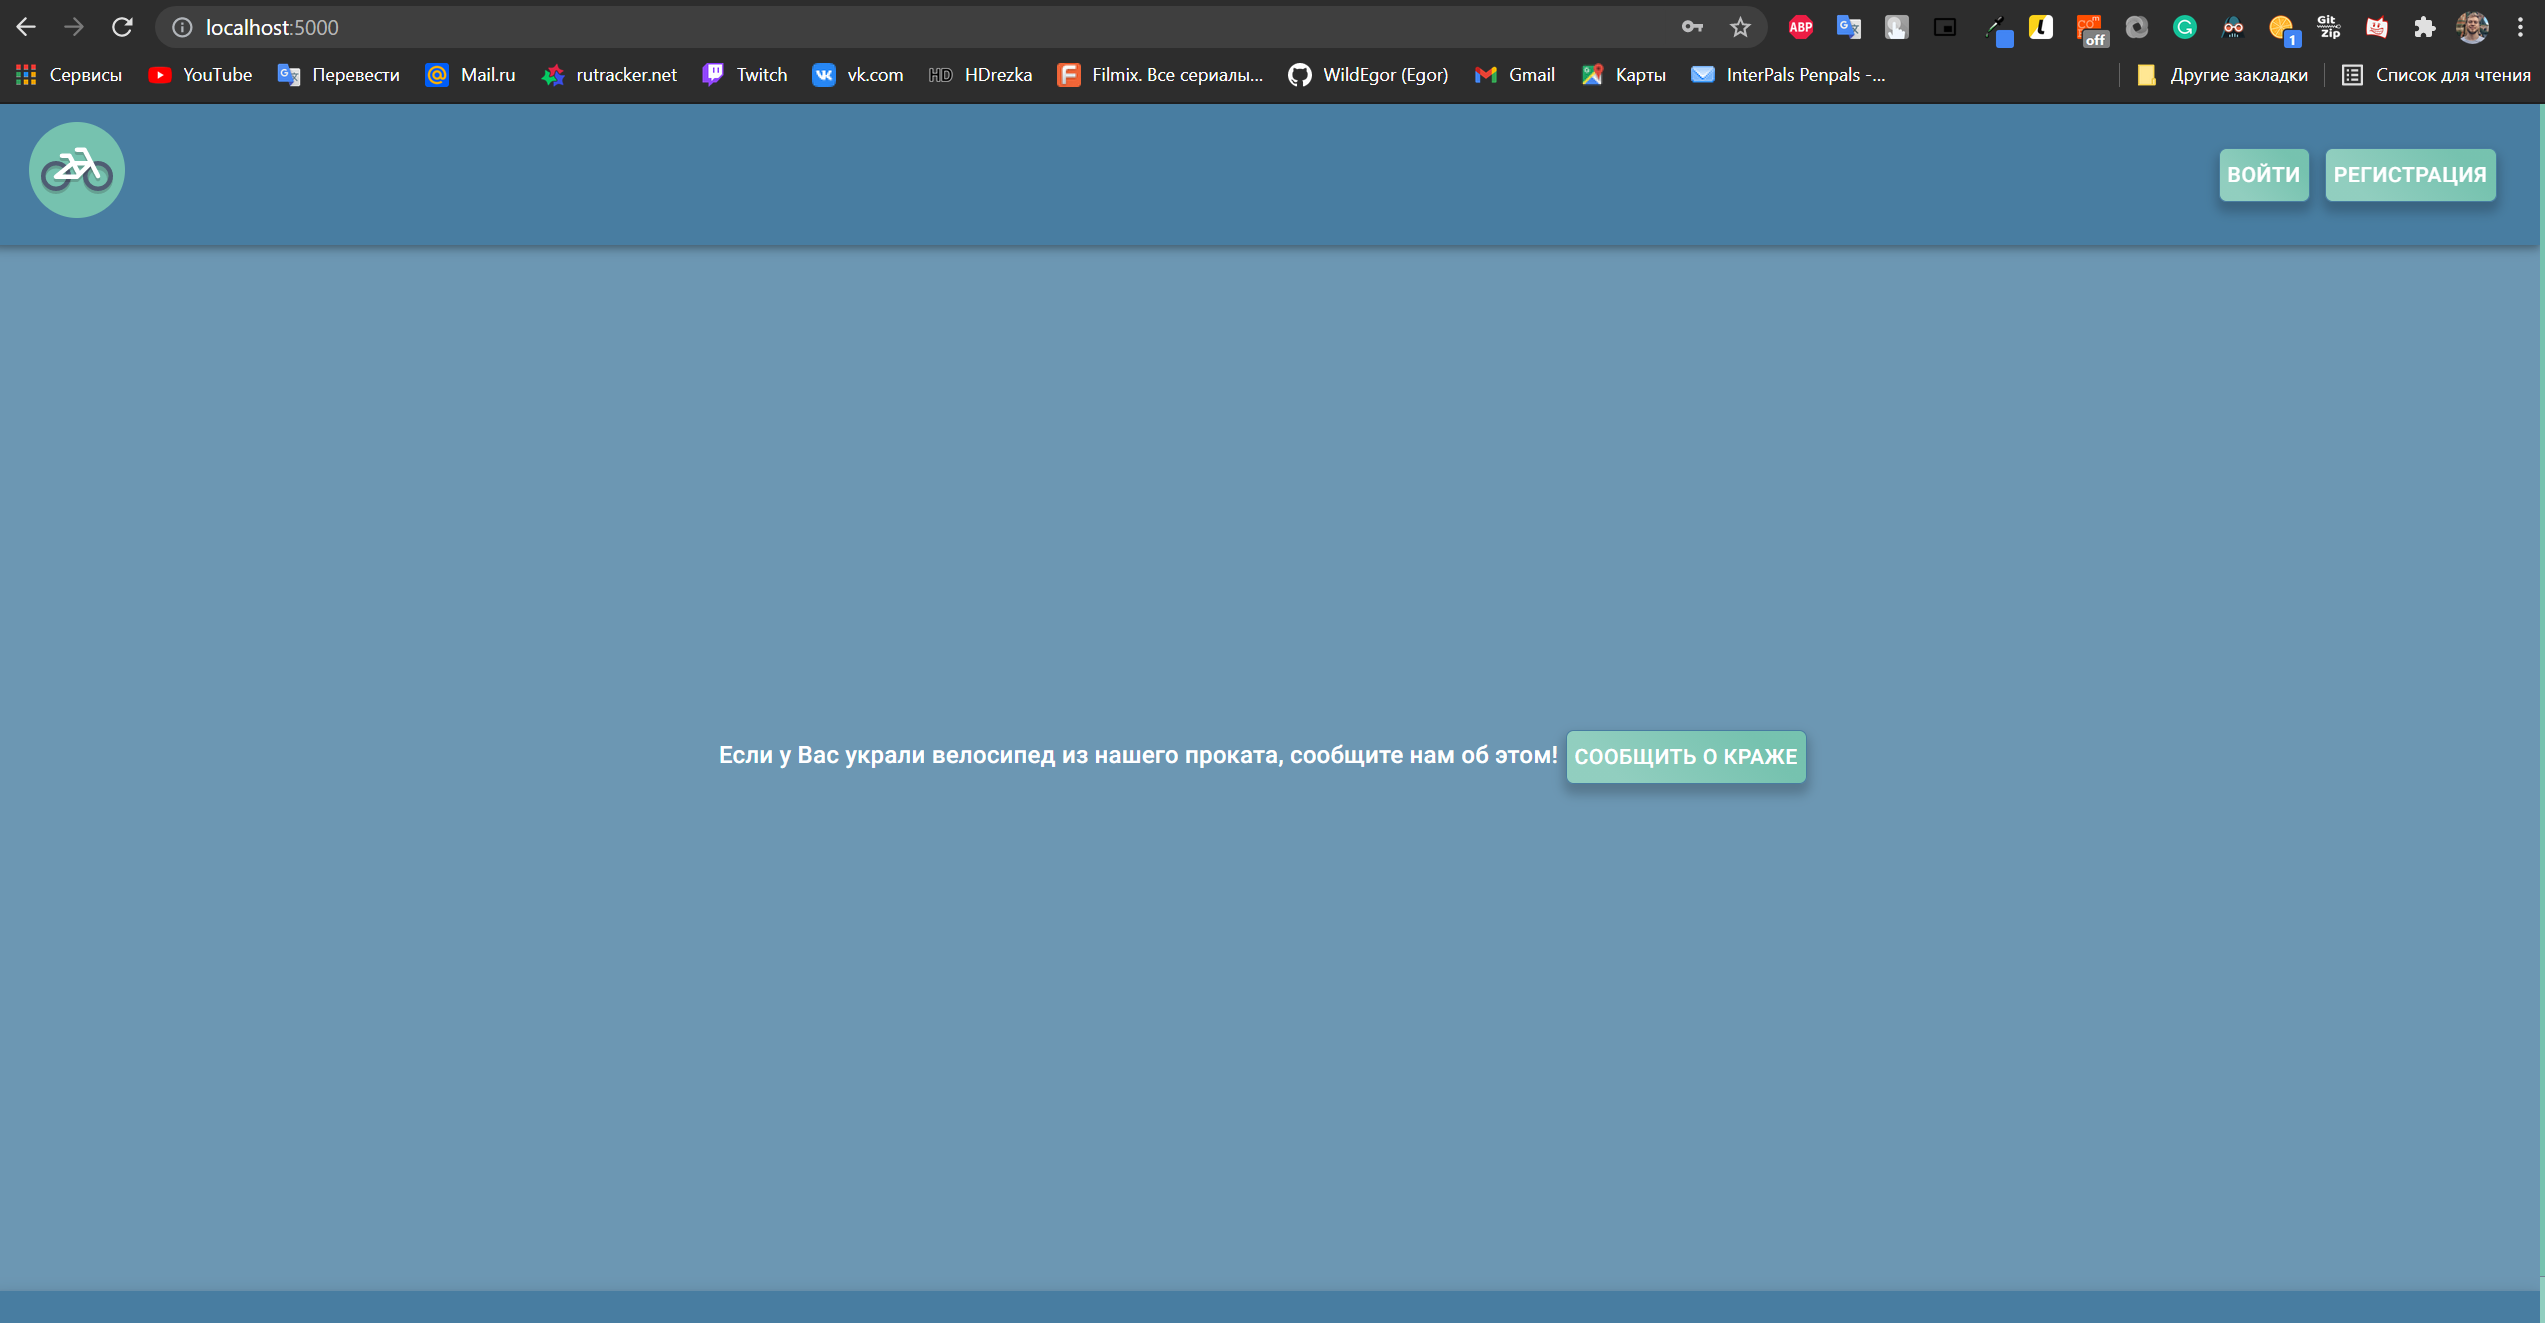 localhost:5000
ABP
G
L
com
off
G
1
Git
Zip
Сервисы
YouTube
Перевести
Mail.ru
rutracker.net
Twitch
vk.com
HD HDrezka
Filmix. Все сериалы...
WildEgor (Egor)
Gmail
Карты
InterPals Penpals -...
Другие закладки
Список для чтения
ВОЙТИ
РЕГИСТРАЦИЯ
Если у Вас украли велосипед из нашего проката, сообщите нам об этом!
СООБЩИТЬ О КРАЖЕ